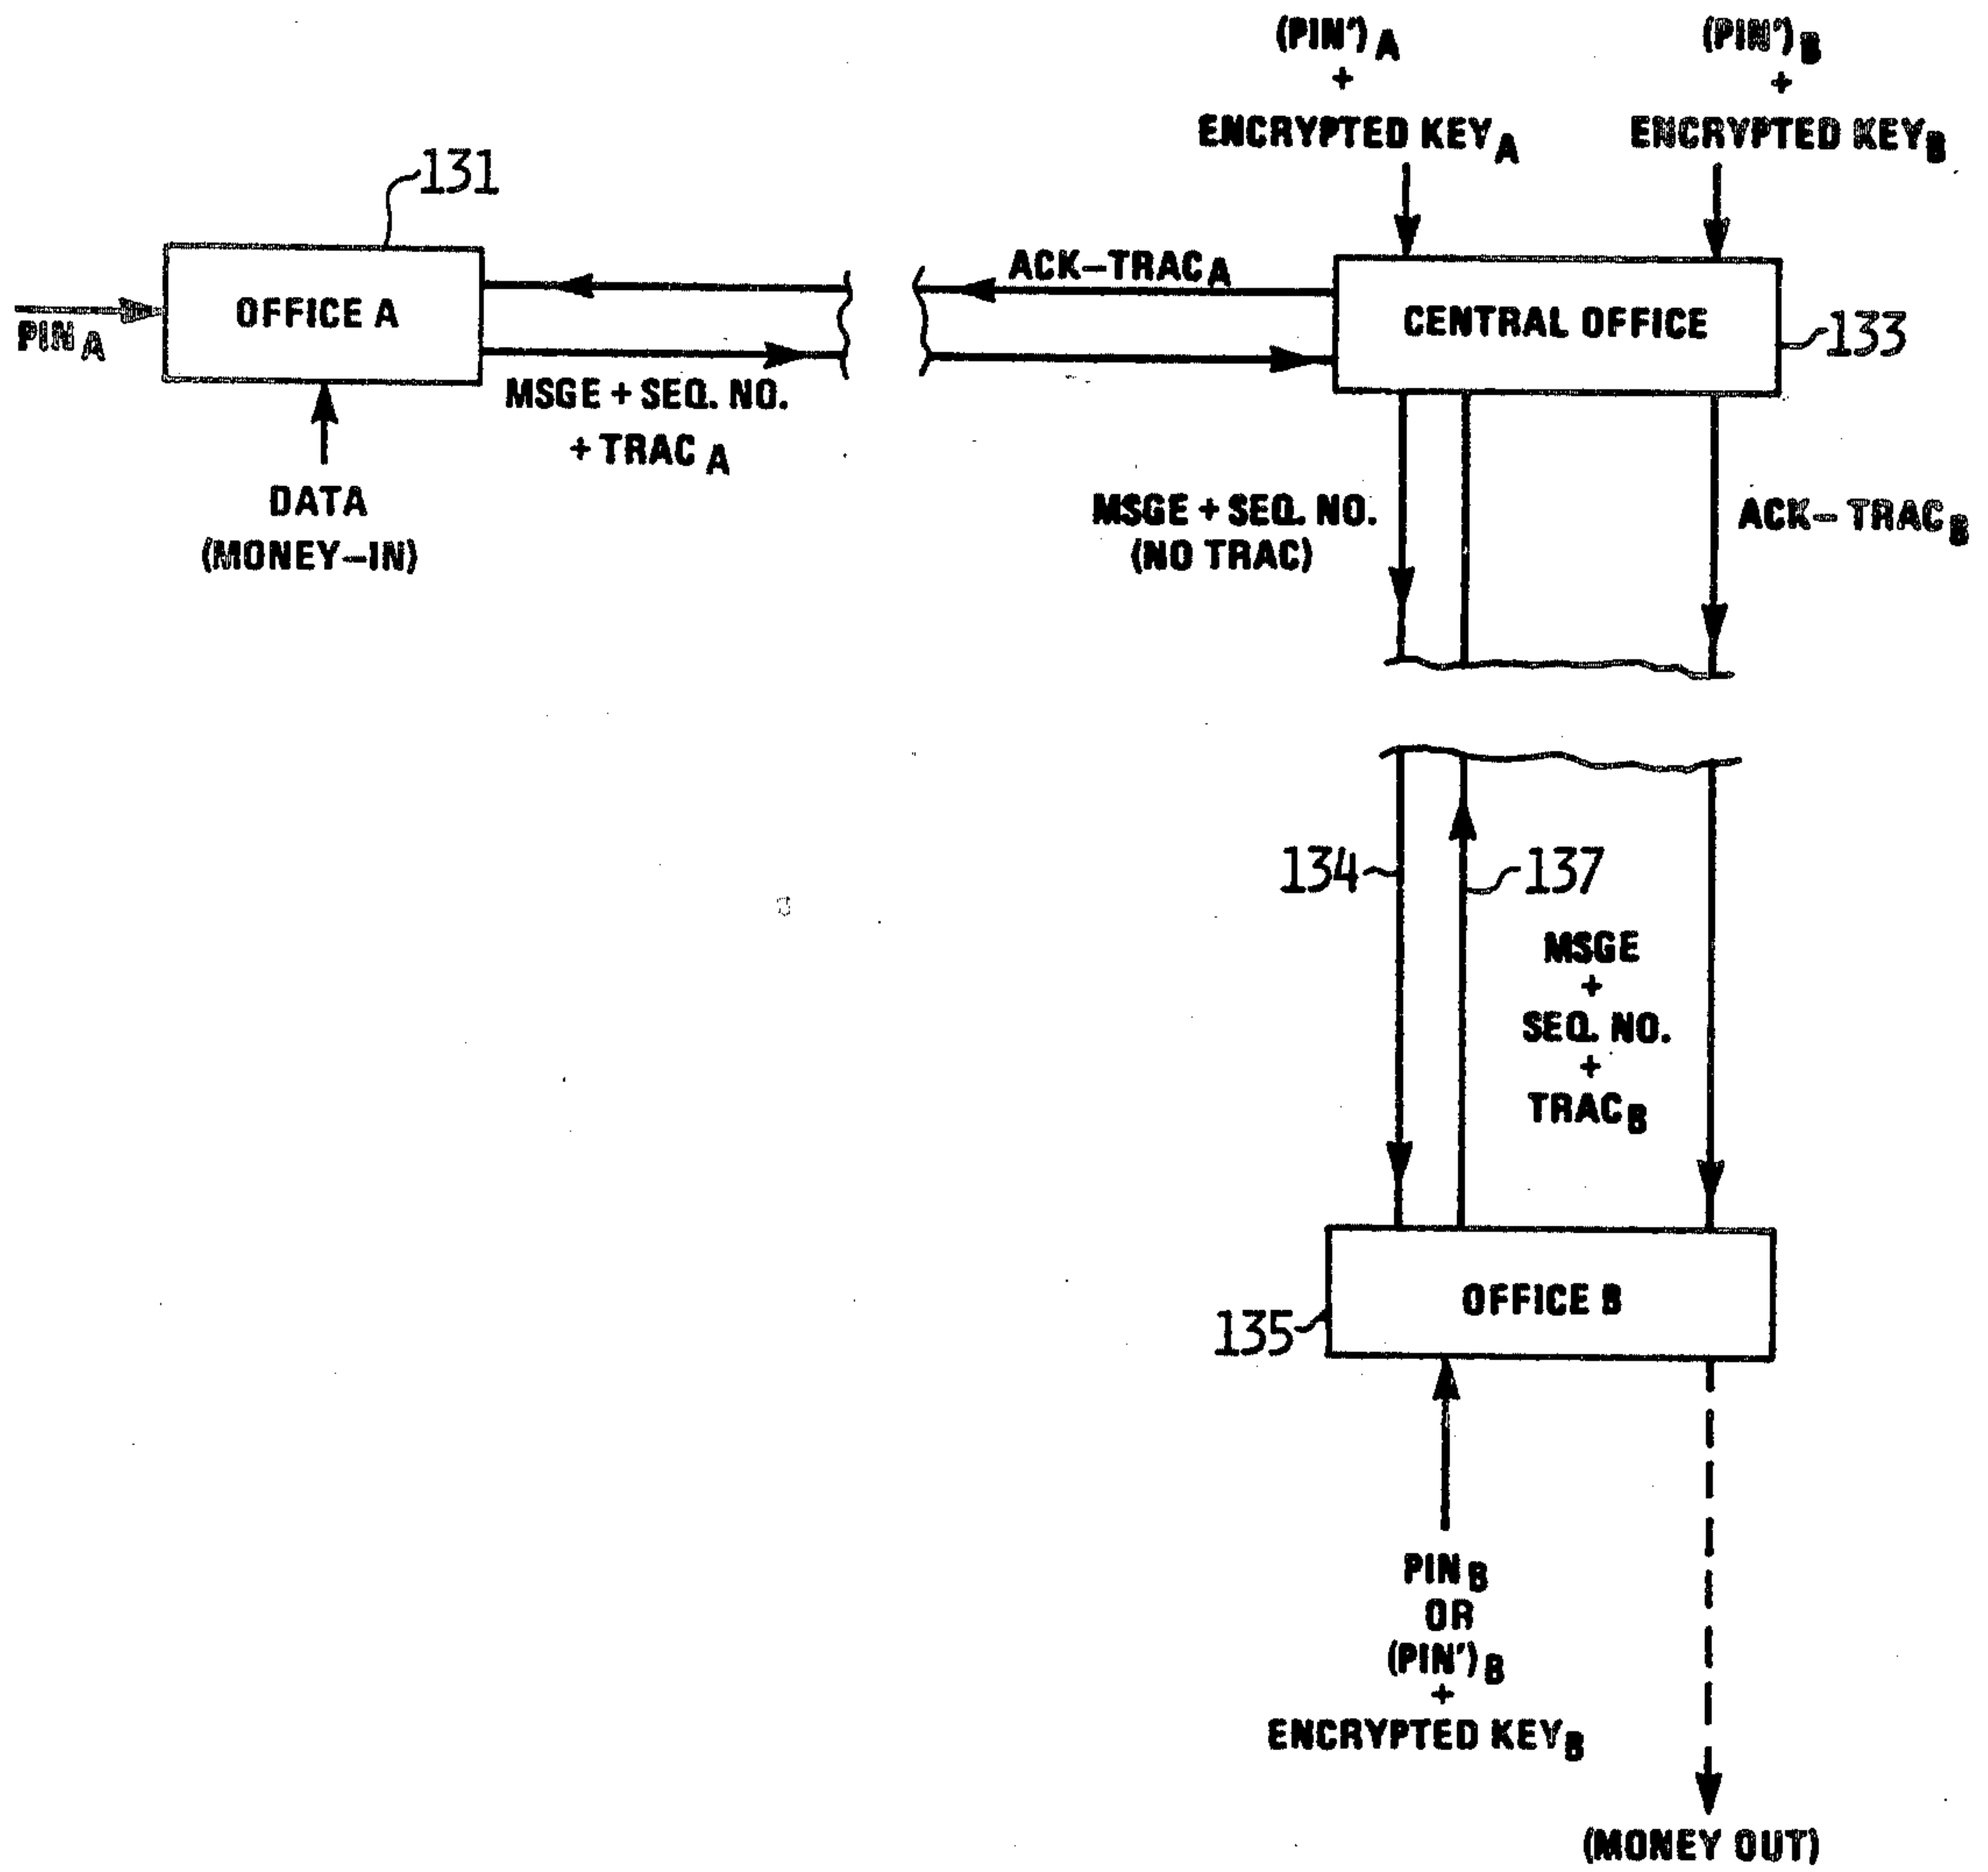 (PIN')A
+
ENCRYPTED KEYA
(PIN')B
+
ENCRYPTED KEYB
131
OFFICE A
PINA
ACK–TRACA
CENTRAL OFFICE
133
MSGE + SEQ. NO.
+ TRAC A
DATA
(MONEY–IN)
MSGE + SEQ. NO.
(NO TRAC)
ACK– TRACB
134
137
MSGE
+
SEQ. NO.
+
TRACB
OFFICE B
135
PINB
OR
(PIN')B
+
ENCRYPTED KEYB
(MONEY OUT)